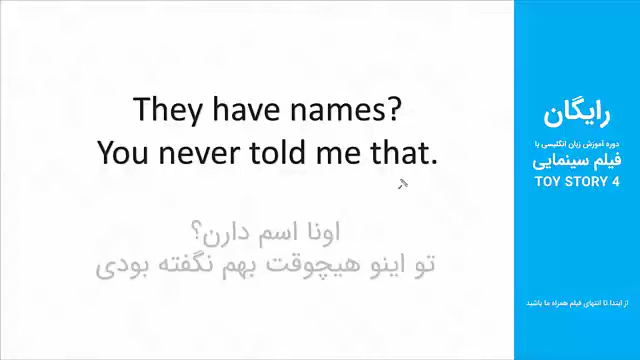 They have names?
You never told me that.
اونا اسم دارن؟
تو اینو هیچوقت بهم نگفته بودی
رایگان
دوره آموزش زبان انگلیسی با
فیلم سینمایی
TOY STORY 4
از ابتدا تا انتهای فیلم همراه ما باشید